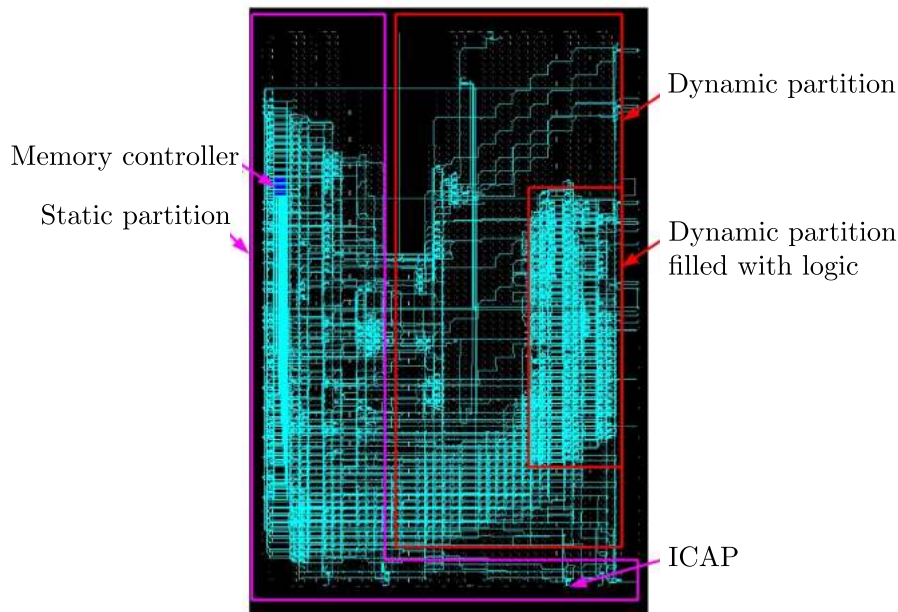 Dynamic partition
Memory controller
Static partition
Dynamic partition
filled with logic
ICAP